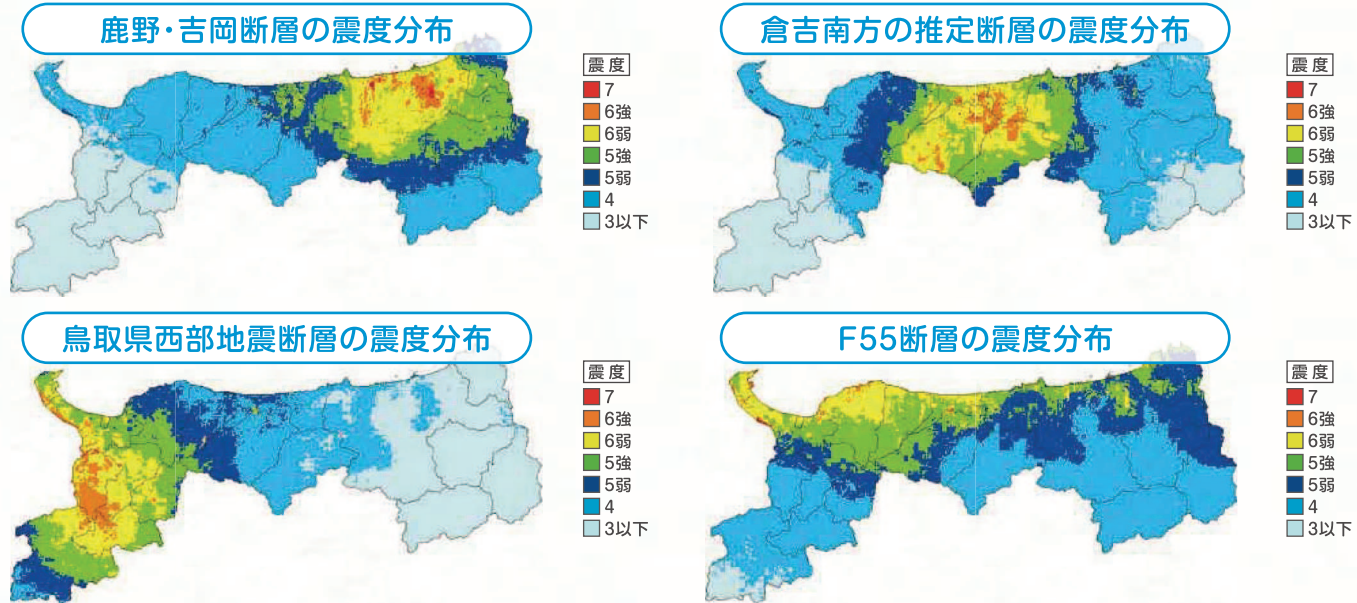 鹿野・吉岡断層の震度分布
震度
7
6強
6弱
5強
5弱
4
3以下
倉吉南方の推定断層の震度分布
震度
7
6強
6弱
5強
5弱
4
3以下
鳥取県西部地震断層の震度分布
震度
7
6強
6弱
5強
5弱
4
3以下
F55断層の震度分布
震度
7
6強
6弱
5強
5弱
4
3以下